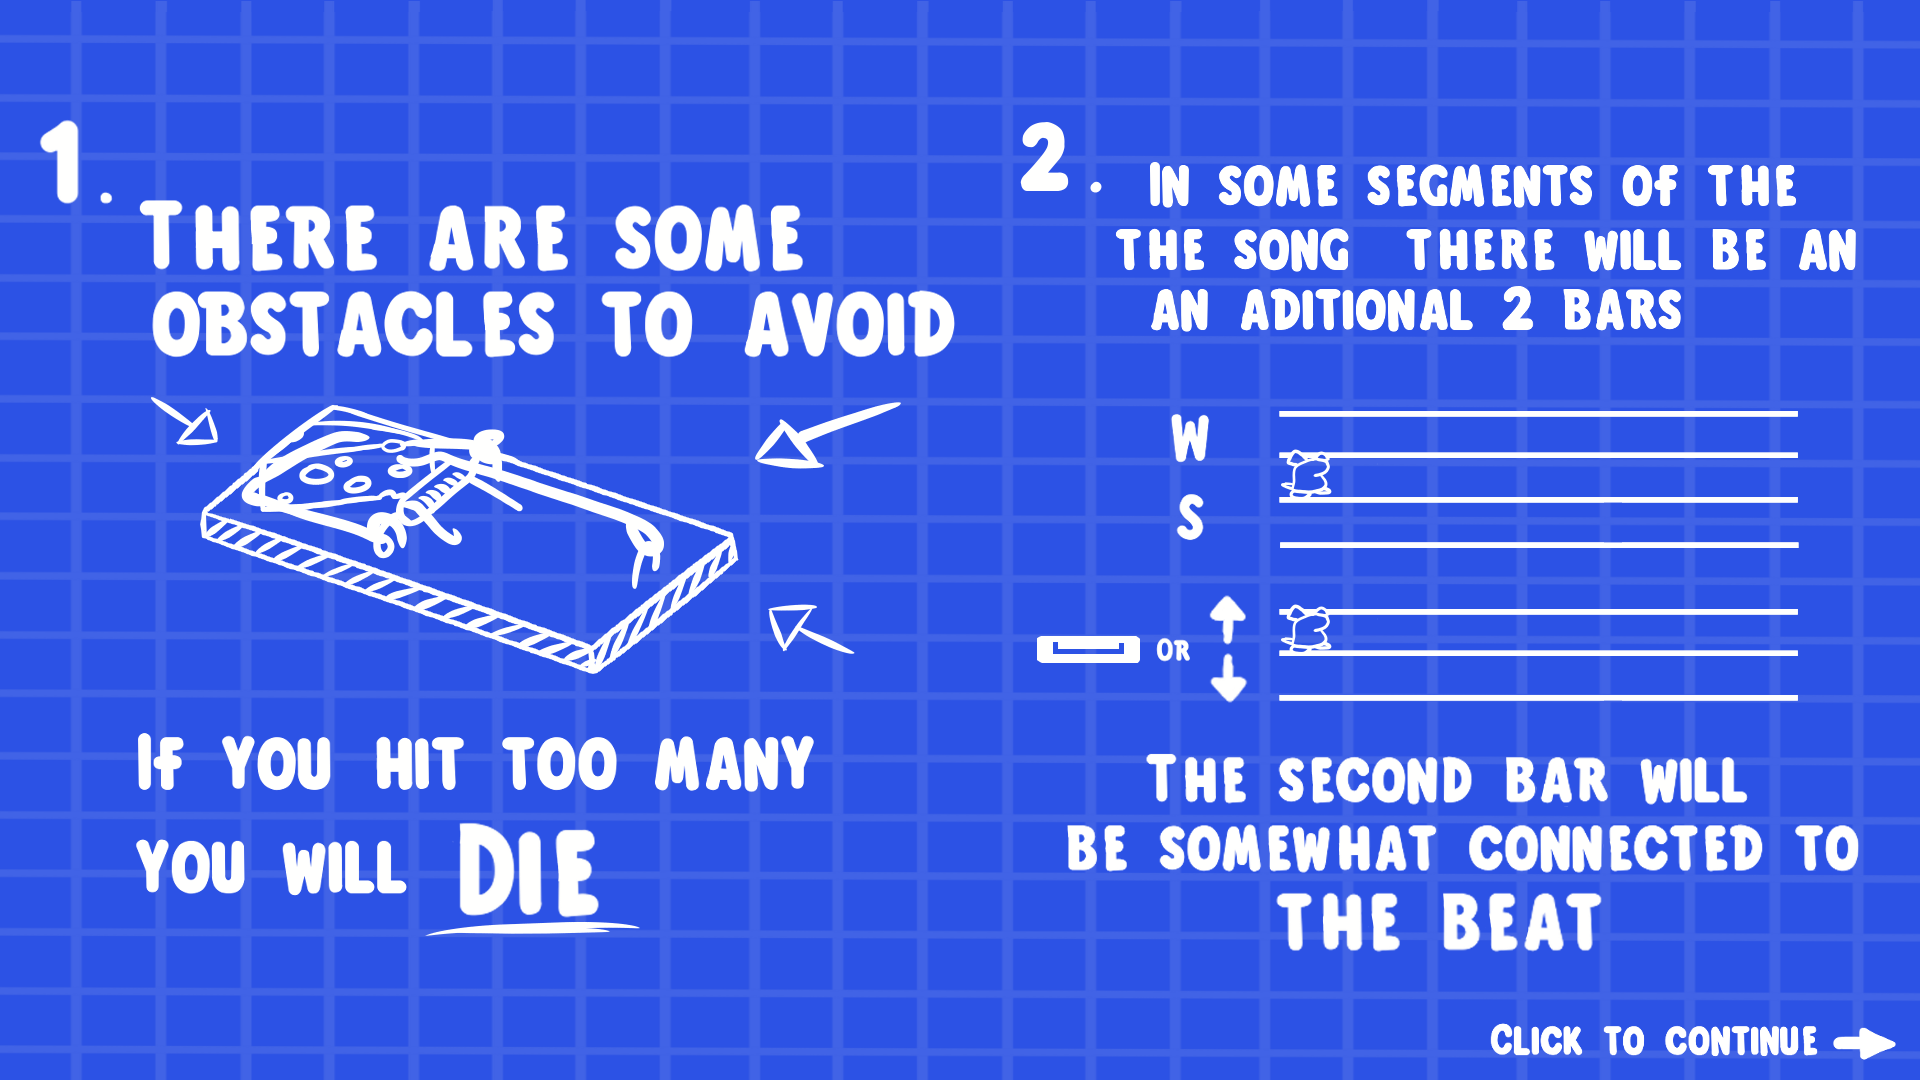 1.
THERE ARE SOME
OBSTACLES TO AVOID
IF YOU HIT TOO MANY
YOU WILL DIE
2.
IN SOME SEGMENTS OF THE
THE SONG THERE WILL BE AN
AN ADITIONAL 2 BARS
W
S
OR
THE SECOND BAR WILL
BE SOMEWHAT CONNECTED TO
THE BEAT
CLICK TO CONTINUE